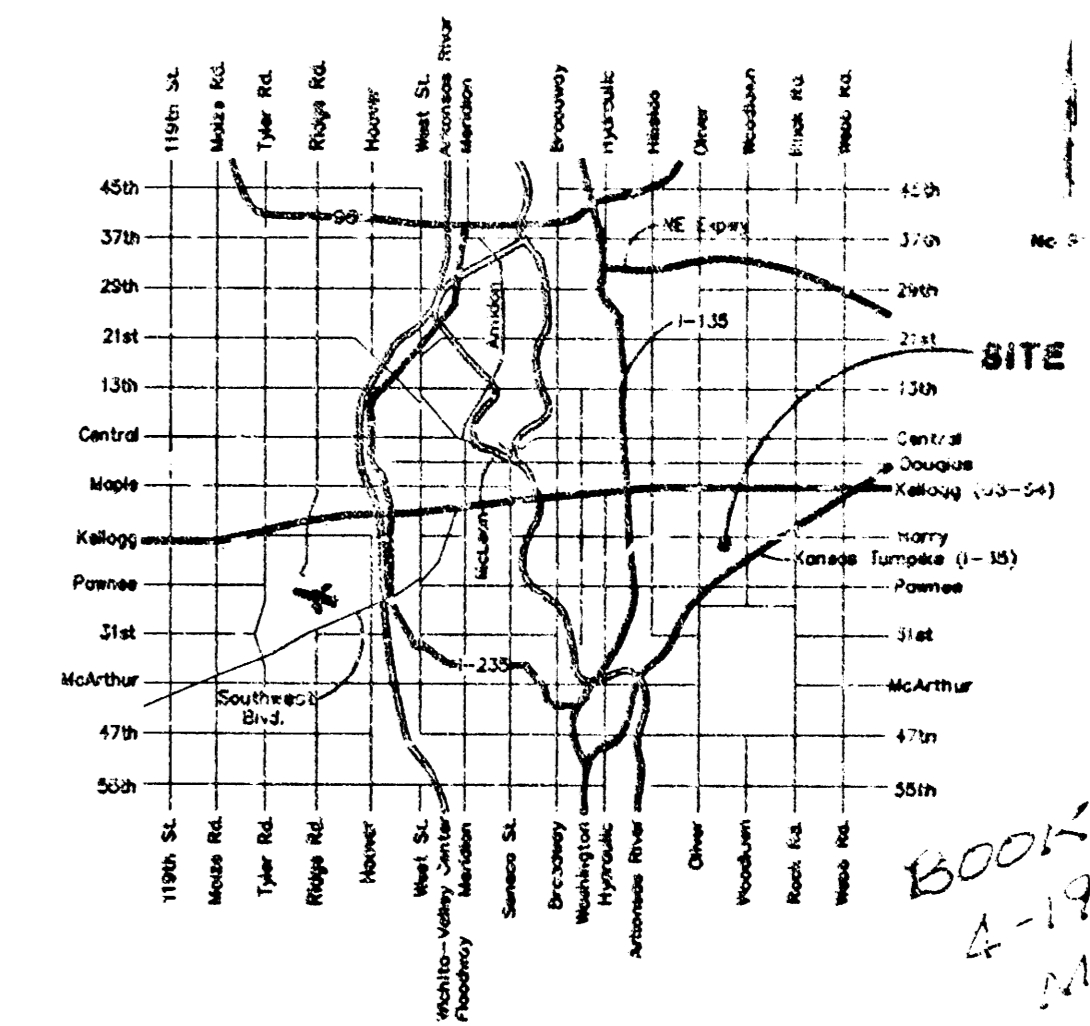 119th St.
Maize Rd.
Tyler Rd.
Ridge Rd.
Hoover
West St.
Arkansas River
Meridian
Broadway
Hydraulic
Hillside
Oliver
Woodlawn
Rock Rd.
Webb Rd.
45th
45th
96
37th
NE Expwy
37th
No
29th
Amidon
29th
21st
I-135
21st
SITE
13th
13th
Central
Central
Douglas
Maple
Kellogg (US-54)
Kellogg
McLean
Harry
Kansas Turnpike (I-35)
Pawnee
Pawnee
31st
31st
I-235
McArthur
McArthur
Southwest
Blvd.
47th
47th
55th
55th
119th St.
Maize Rd.
Tyler Rd.
Ridge Rd.
Hoover
West St.
Wichita-Valley Center
Floodway
Meridian
Seneca St.
Broadway
Washington
Hydraulic
Arkansas River
Oliver
Woodlawn
Rock Rd.
Webb Rd.
BOOK
4-19
M